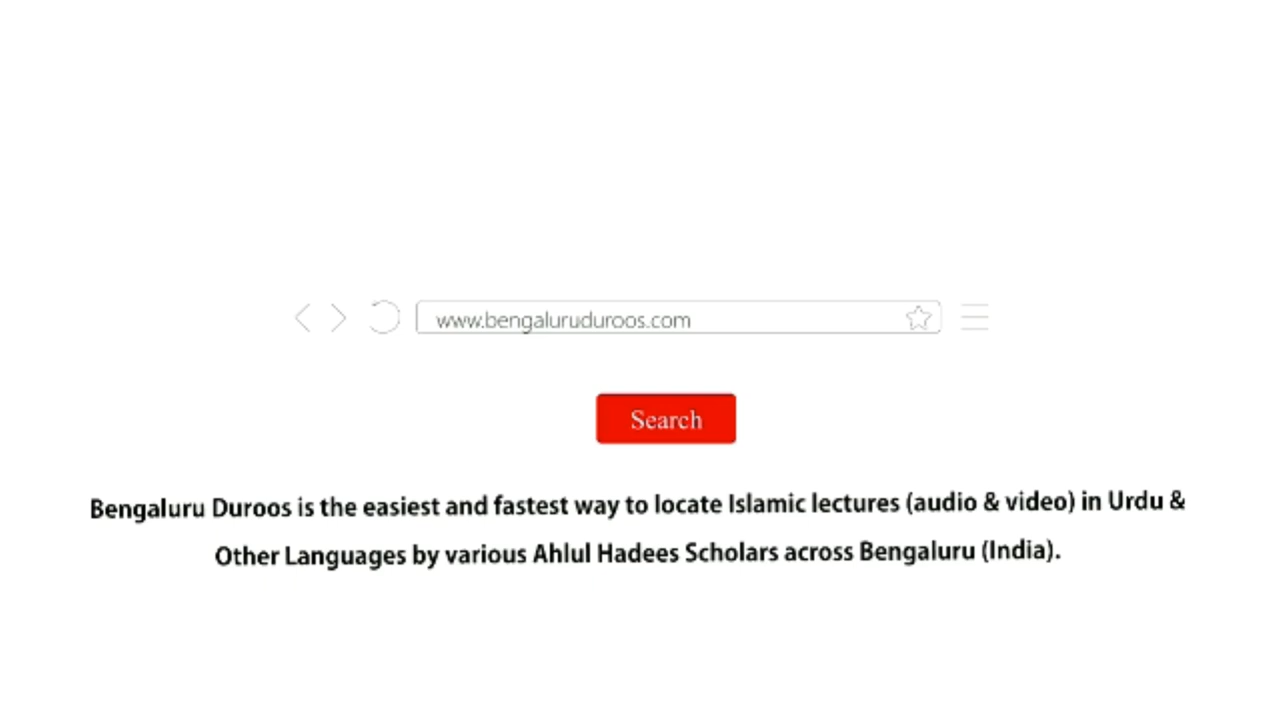 www.bengaluruduroos.com
Search
Bengaluru Duroos is the easiest and fastest way to locate Islamic lectures (audio & video) in Urdu &
Other Languages by various Ahlul Hadees Scholars across Bengaluru (India).